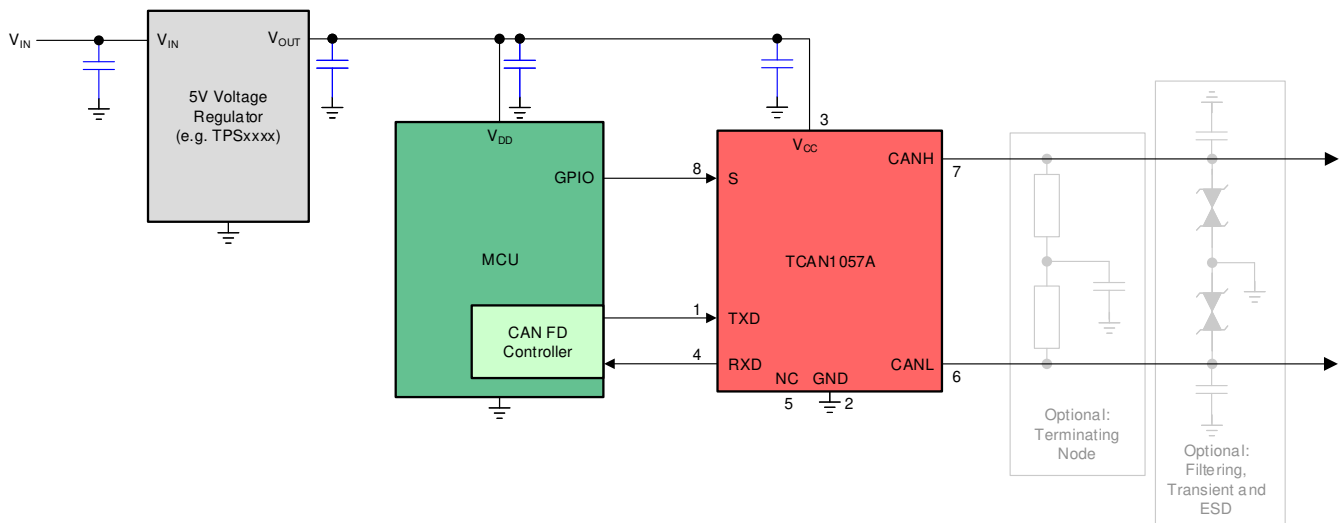 VIN
VIN
VOUT
5V Voltage
Regulator
(e.g. TPSxxxx)
VDD
GPIO
MCU
CAN FD
Controller
8
1
4
3
VCC
S
CANH
7
TCAN1057A
TXD
RXD
NC GND
5
2
CANL
6
Optional:
Terminating
Node
Optional:
Filtering,
Transient and
ESD